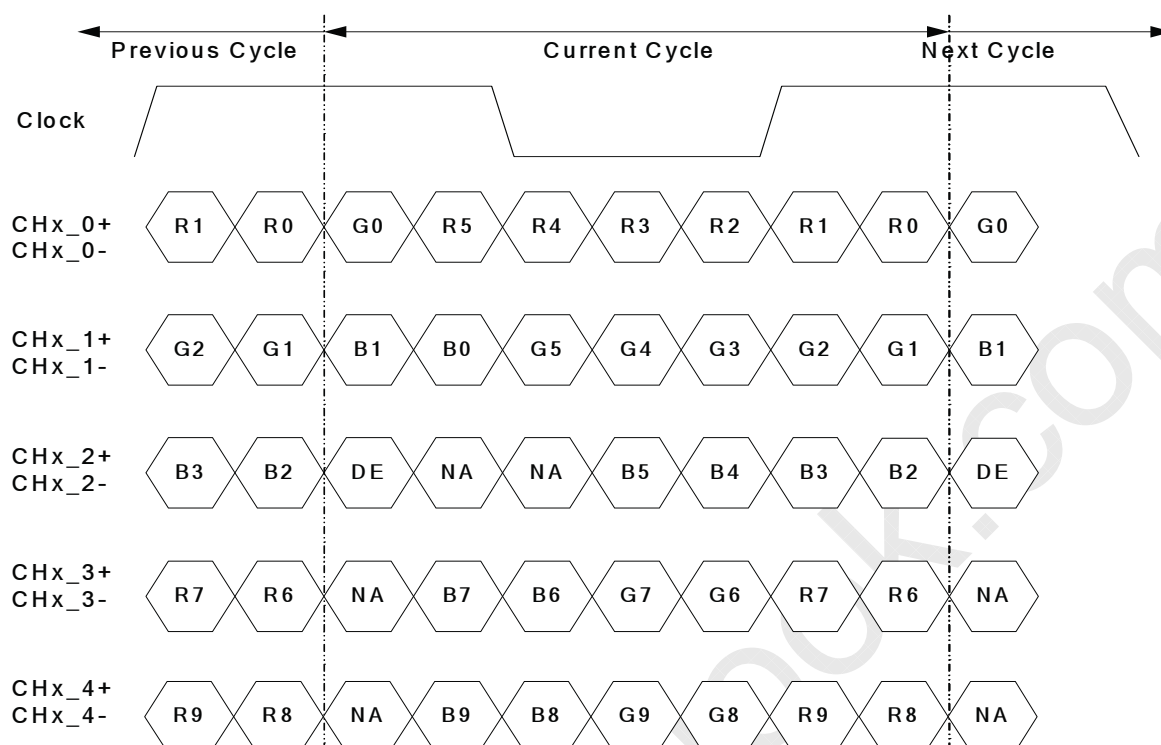 Previous Cycle Current Cycle Next Cycle
Clock
CHx_0+ R1 R0 G0 R5 R4 R3 R2 R1 R0 G0
CHx_0-
CHx_1+ G2 G1 B1 B0 G5 G4 G3 G2 G1 B1
CHx_1-
CHx_2+ B3 B2 DE NA NA B5 B4 B3 B2 DE
CHx_2-
CHx_3+ R7 R6 NA B7 B6 G7 G6 R7 R6 NA
CHx_3-
CHx_4+ R9 R8 NA B9 B8 G9 G8 R9 R8 NA
CHx_4-